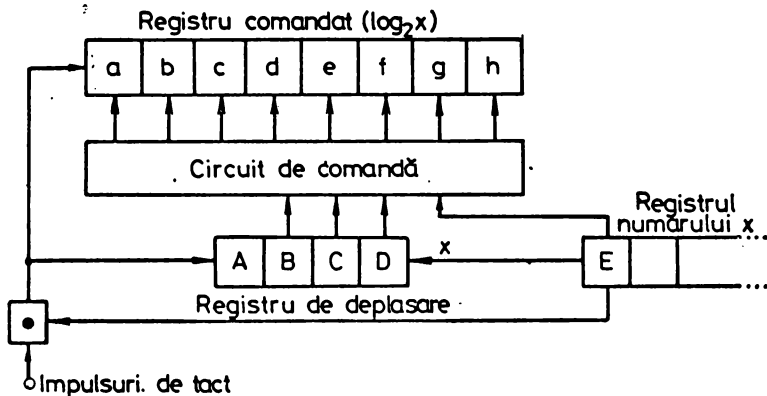 Registru comandat (log₂x)
a b c d e f g h
Circuit de comandă
Registrul
numărului x
A B C D
x
E
Registru de deplasare
Impulsuri. de tact